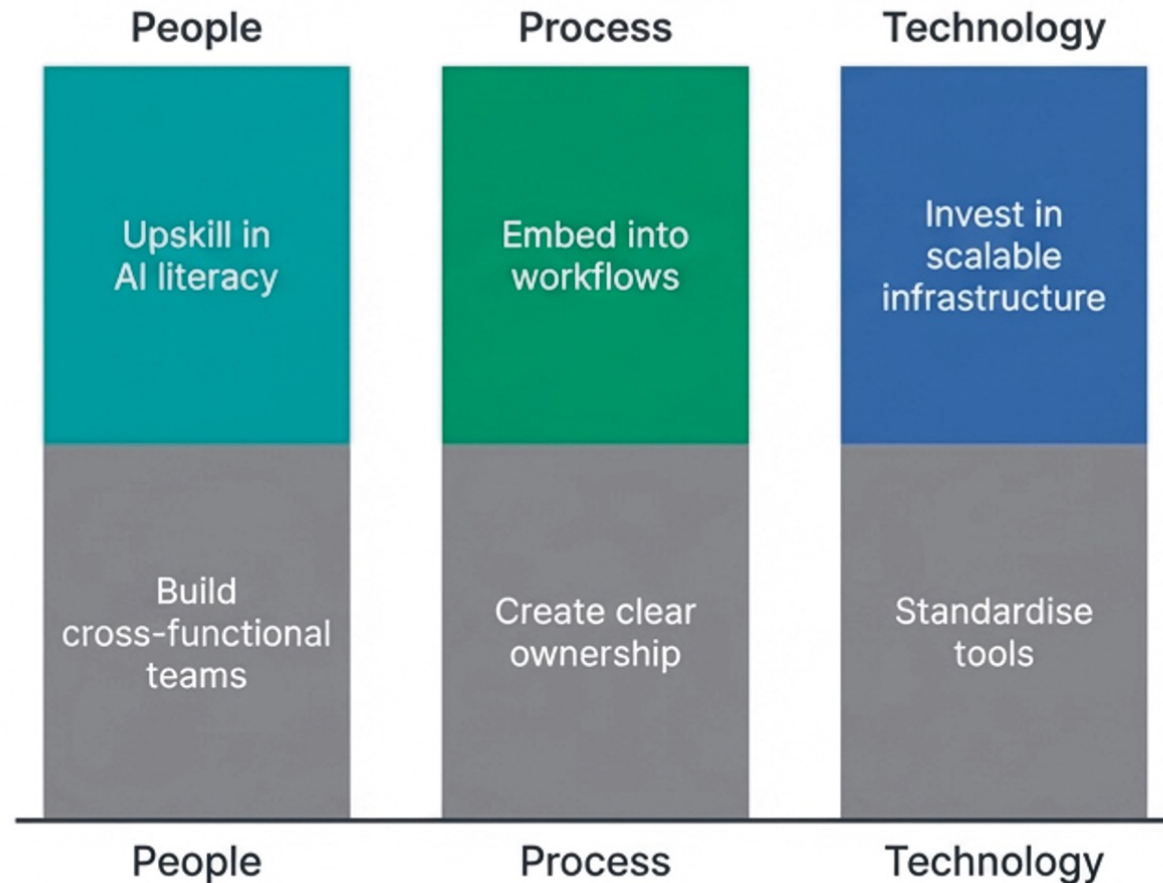 People
Process
Technology
Upskill in
AI literacy
Embed into
workflows
Invest in
scalable
infrastructure
Build
cross-functional
teams
Create clear
ownership
Standardise
tools
People
Process
Technology